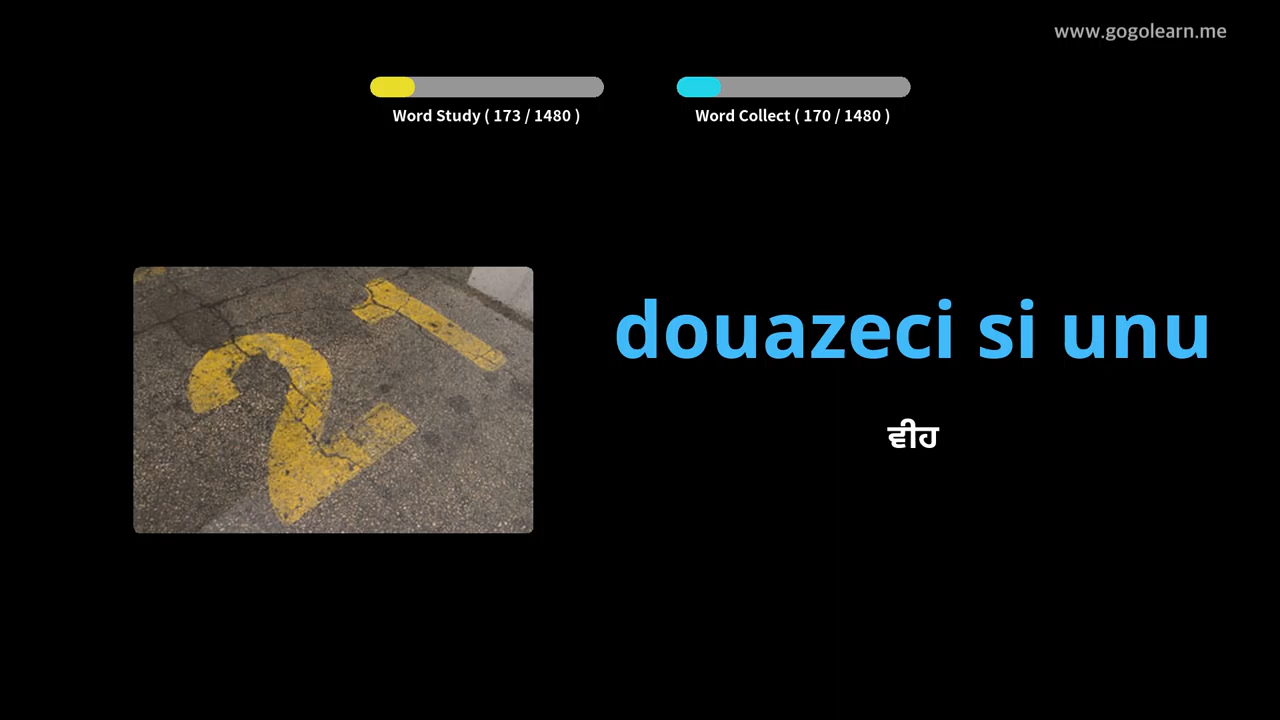 www.gogolearn.me
Word Study ( 173 / 1480 )
Word Collect ( 170 / 1480 )
21
douazeci si unu
ਵੀਹ